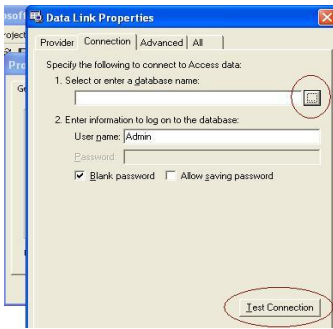 Data Link Properties
Provider Connection Advanced All
Specify the following to connect to Access data:
1. Select or enter a database name:
...
2. Enter information to log on to the database:
User name: Admin
Password:
Blank password Allow saving password
Test Connection